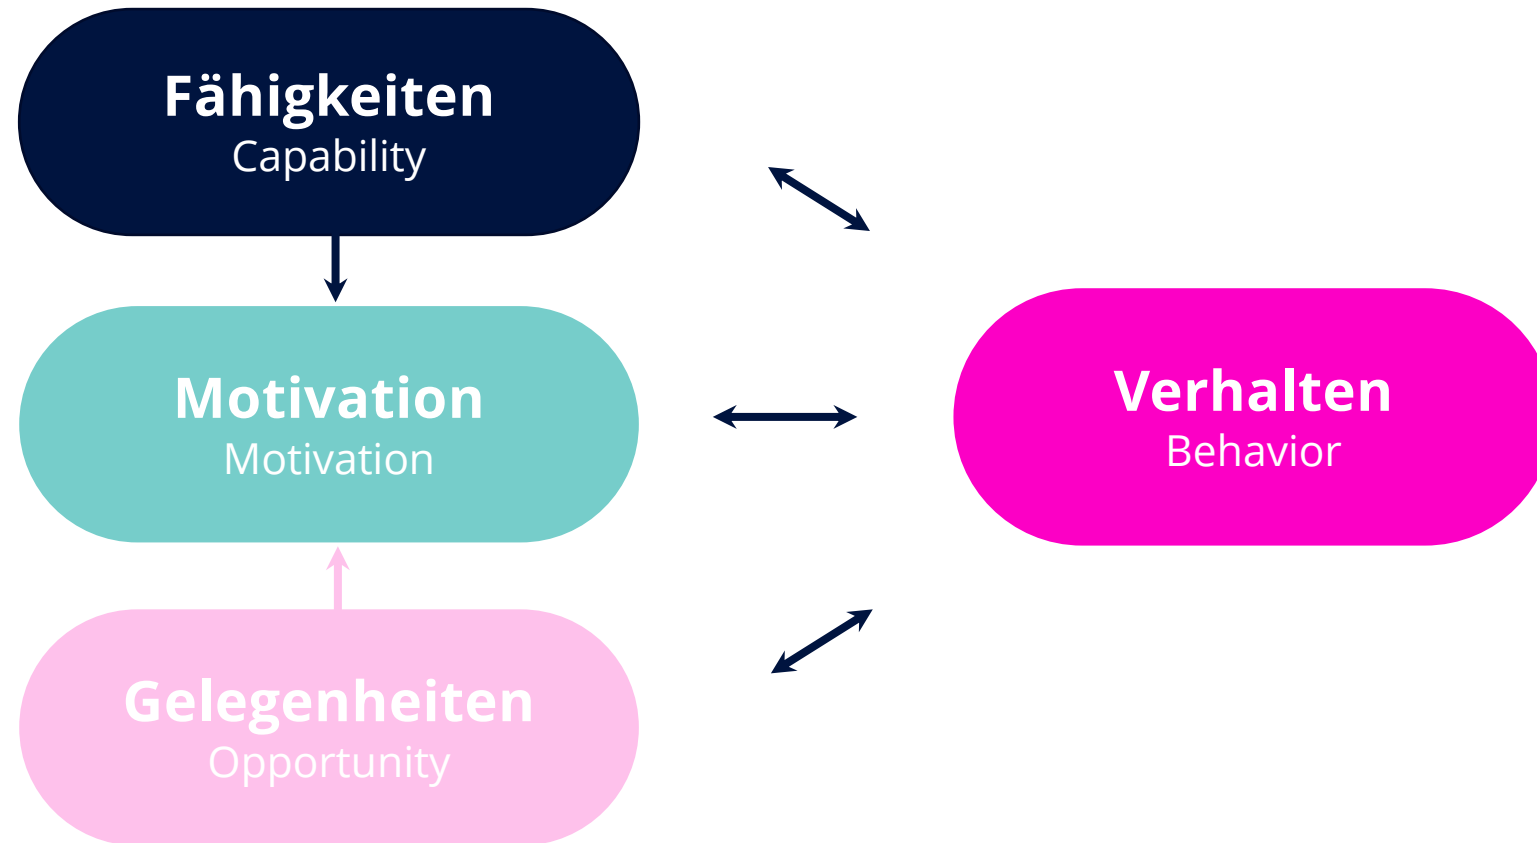 Fähigkeiten
Capability
Motivation
Motivation
Gelegenheiten
Opportunity
Verhalten
Behavior